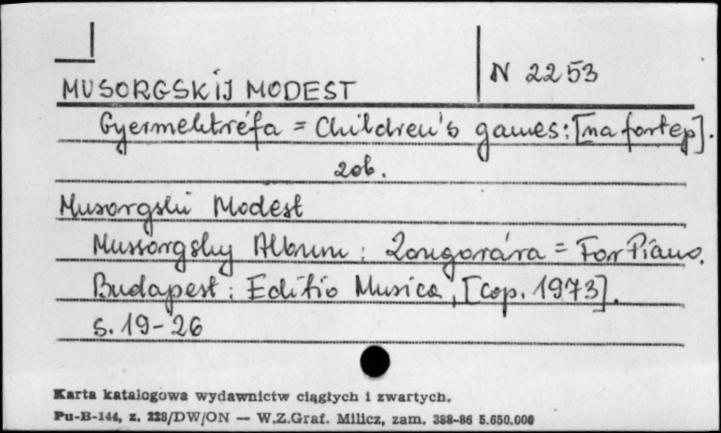 N 2253
MUSORGSKIJ MODEST
Gyermektréfa = Children's games: [na fortep].
zob.
Musorgski Modest
Mussorgsky Album: Zongorára = For Piano.
Budapest: Editio Musica, [cop. 1973].
s. 19-26
Karta katalogowa wydawnictw ciągłych i zwartych.
Pu-B-144, z. 228/DW/ON — W.Z.Graf. Milicz, zam. 388-86 5.650.000